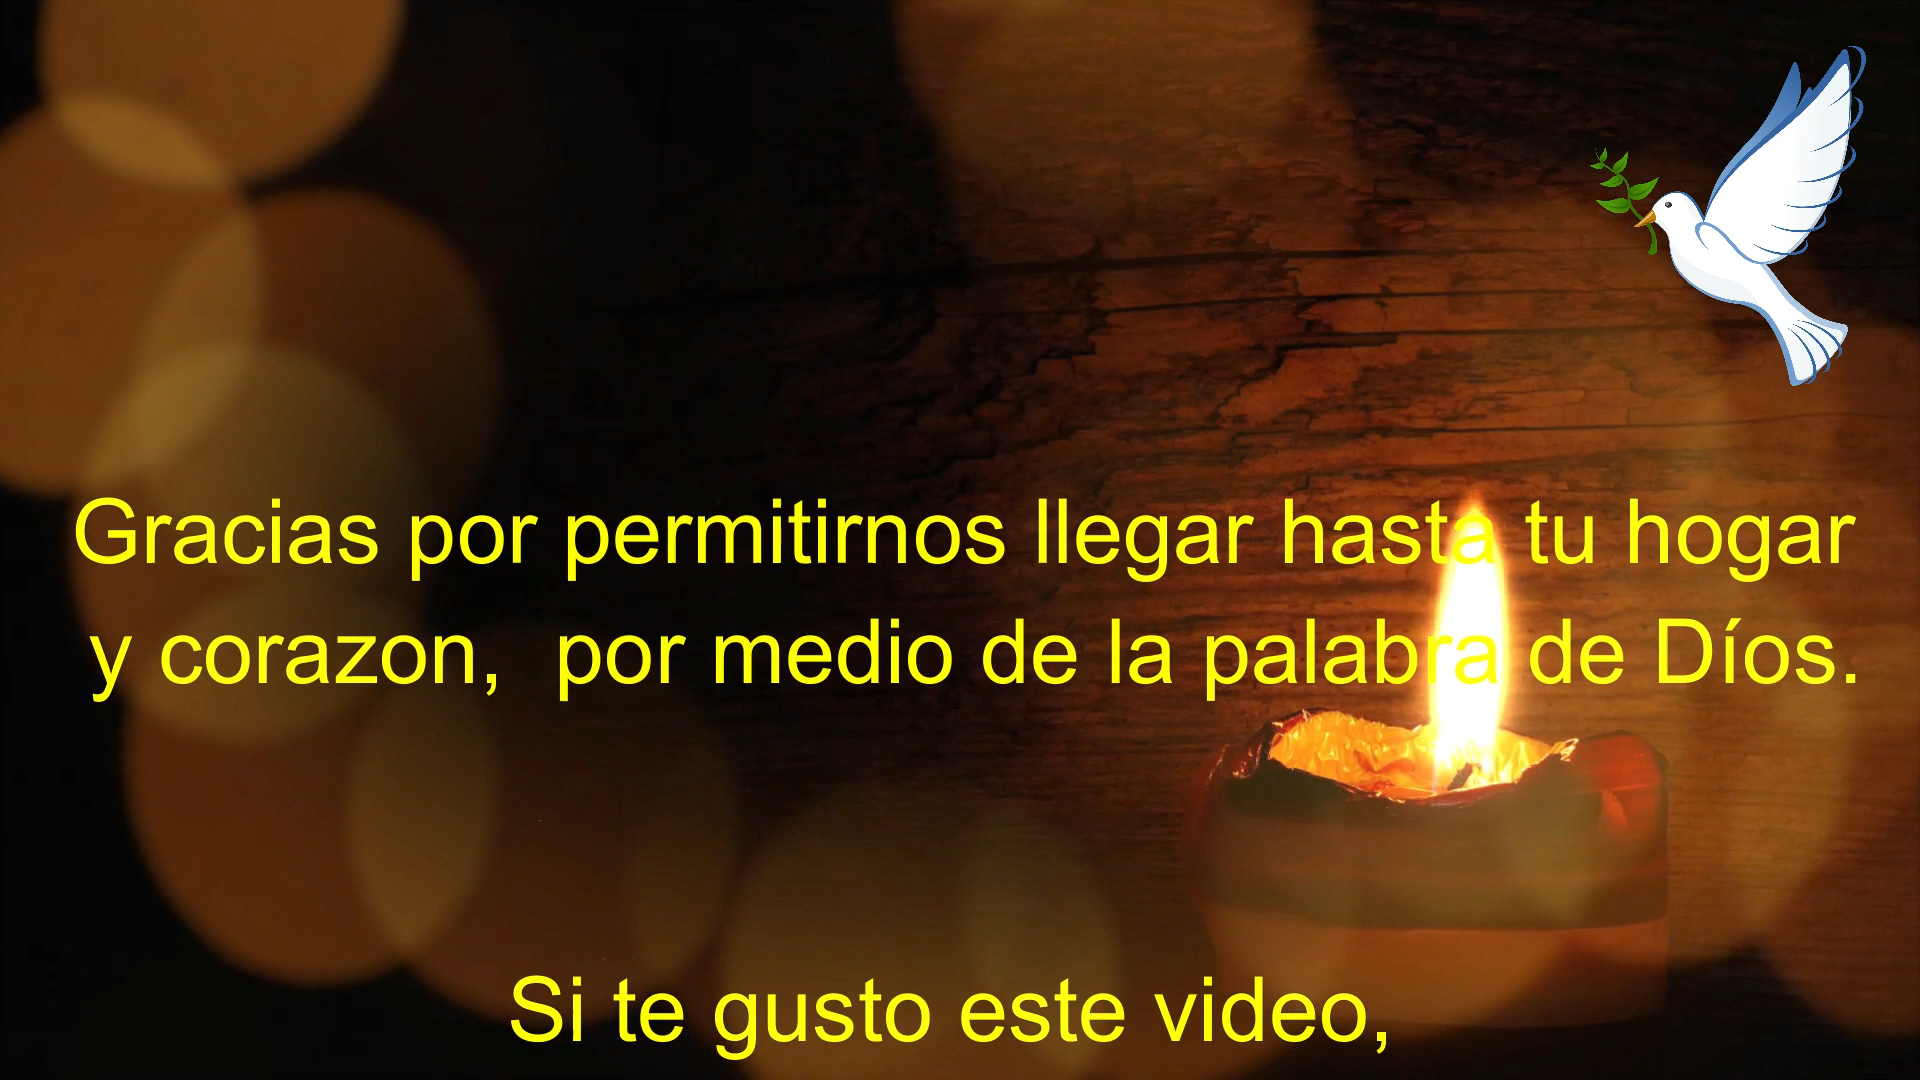 Gracias por permitirnos llegar hasta tu hogar
y corazon,  por medio de la palabra de Díos.
Si te gusto este video,